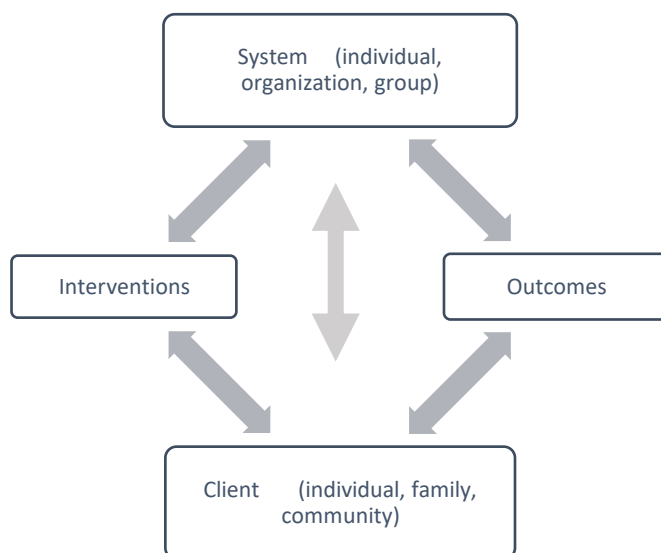 System (individual,
organization, group)
Interventions
Outcomes
Client (individual, family,
community)